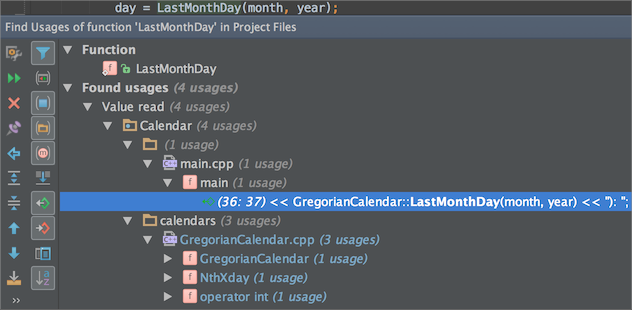 day = LastMonthDay(month, year);
Find Usages of function 'LastMonthDay' in Project Files
Function
f LastMonthDay
Found usages (4 usages)
Value read (4 usages)
Calendar (4 usages)
(1 usage)
C++ main.cpp (1 usage)
f main (1 usage)
(36: 37) << GregorianCalendar::LastMonthDay(month, year) << "): ";
calendars (3 usages)
C++ GregorianCalendar.cpp (3 usages)
f GregorianCalendar (1 usage)
f NthXday (1 usage)
f operator int (1 usage)